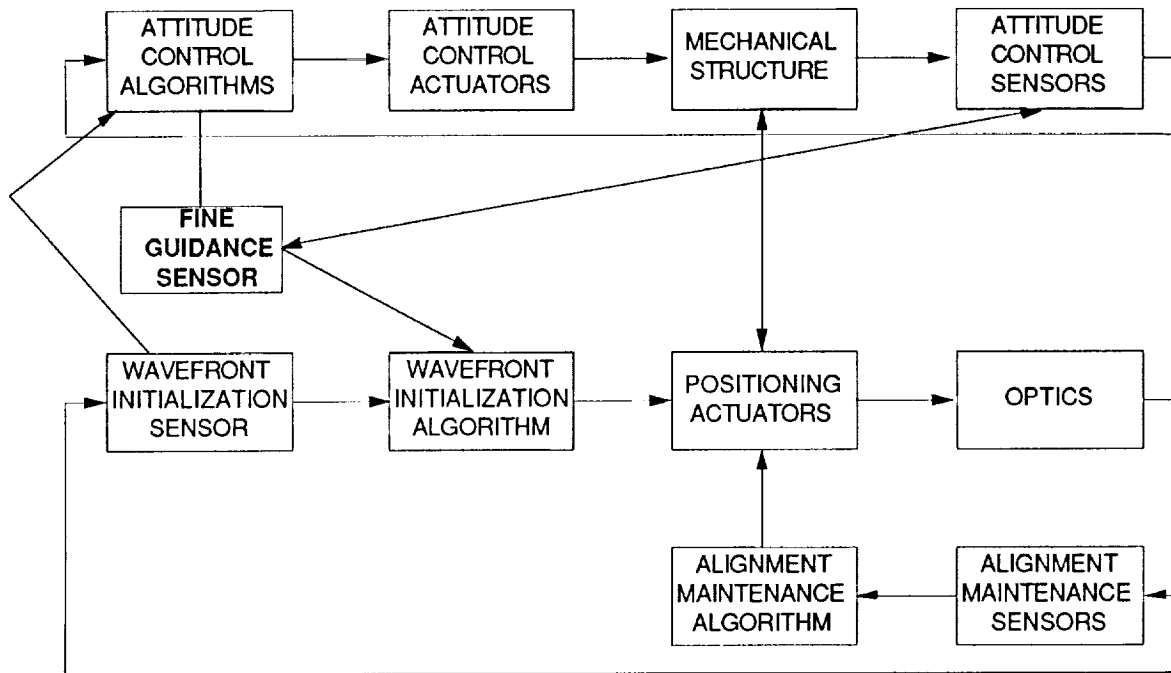 ATTITUDE
CONTROL
ALGORITHMS
ATTITUDE
CONTROL
ACTUATORS
MECHANICAL
STRUCTURE
ATTITUDE
CONTROL
SENSORS
FINE
GUIDANCE
SENSOR
WAVEFRONT
INITIALIZATION
SENSOR
WAVEFRONT
INITIALIZATION
ALGORITHM
POSITIONING
ACTUATORS
OPTICS
ALIGNMENT
MAINTENANCE
ALGORITHM
ALIGNMENT
MAINTENANCE
SENSORS